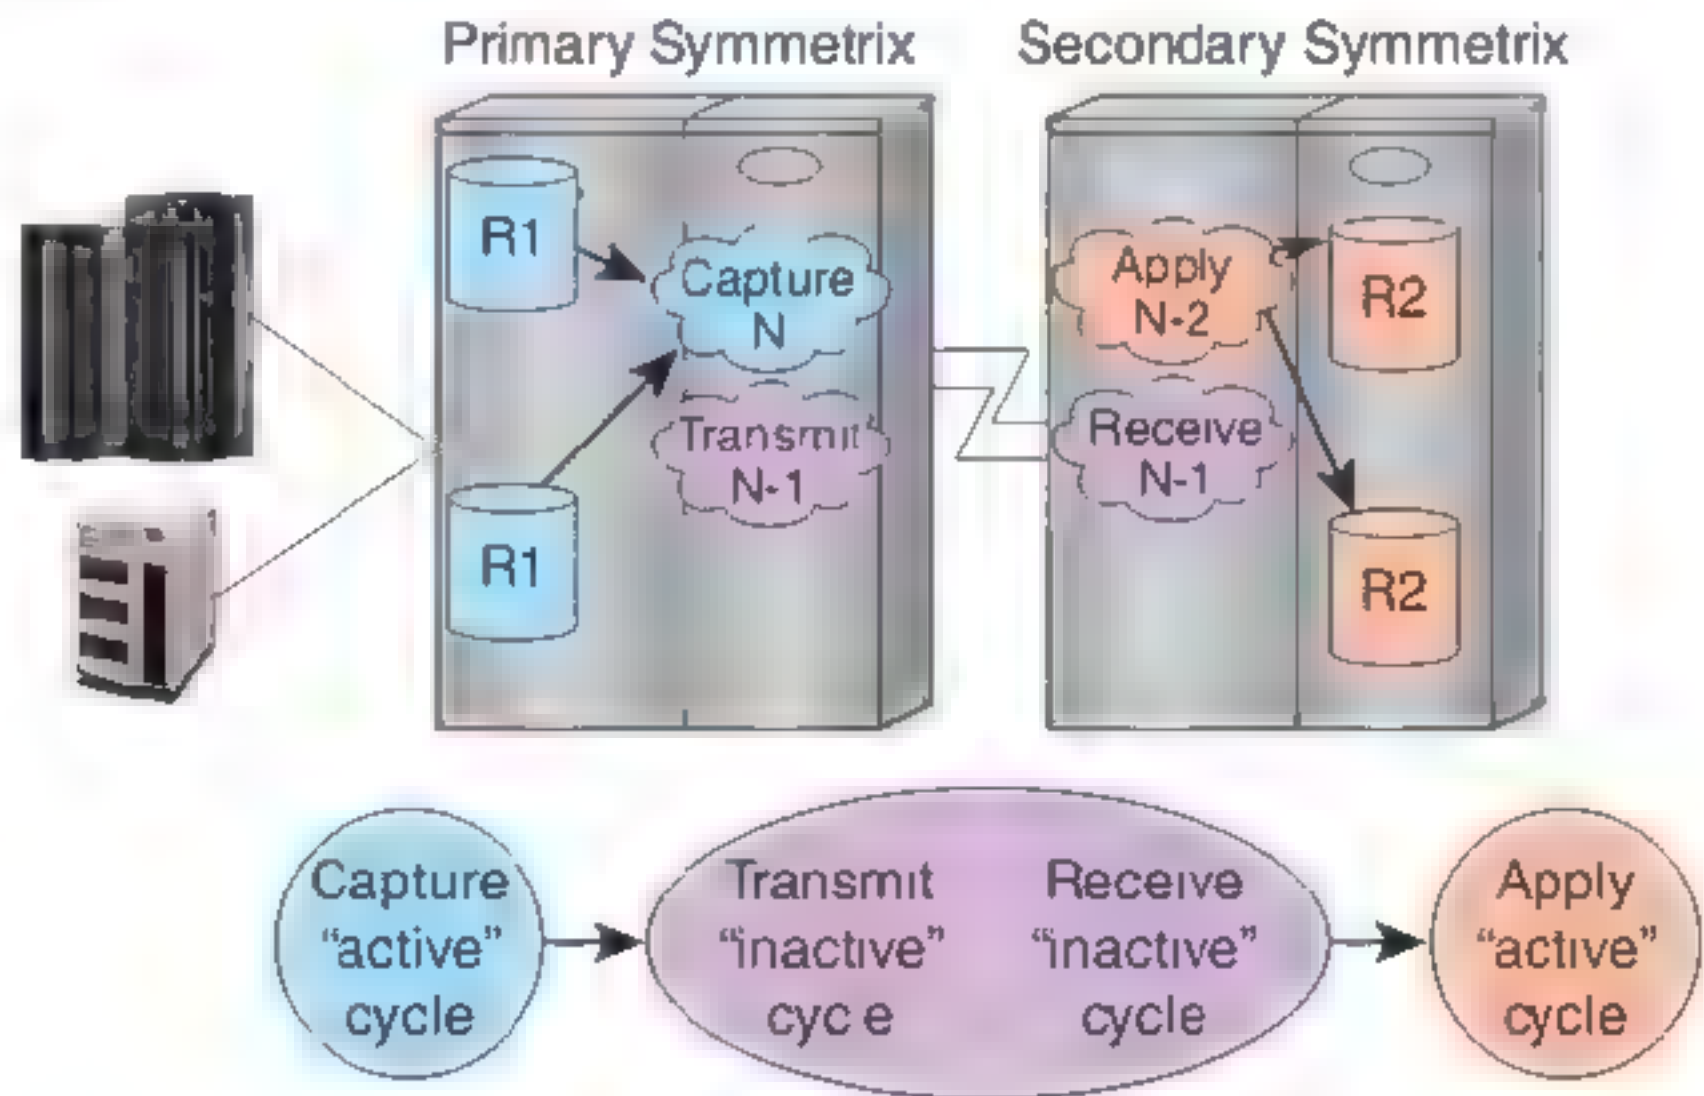 Primary Symmetrix
Secondary Symmetrix
R1
Capture
N
Transmit
N-1
R1
Apply
N-2
Receive
N-1
R2
R2
Capture
“active”
cycle
Transmit
“inactive”
cyc e
Receive
“inactive”
cycle
Apply
“active”
cycle